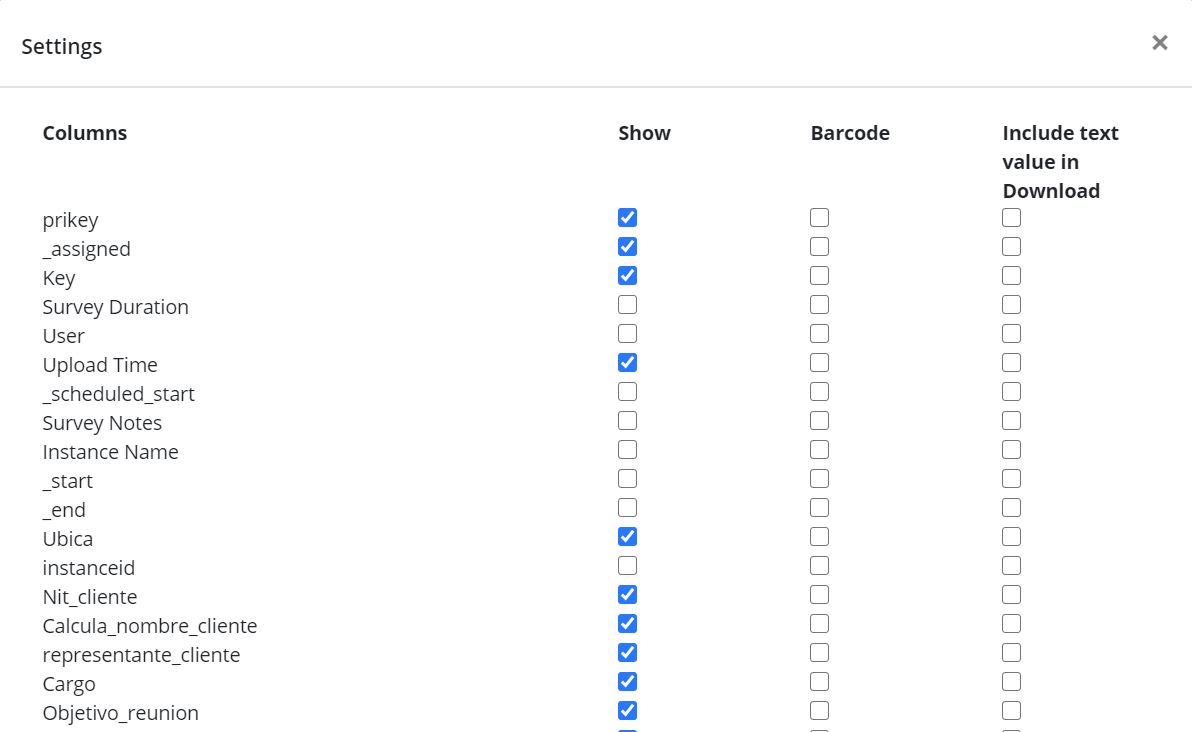 Settings
×
Columns Show Barcode Include text
value in
Download
prikey
_assigned
Key
Survey Duration
User
Upload Time
_scheduled_start
Survey Notes
Instance Name
_start
_end
Ubica
instanceid
Nit_cliente
Calcula_nombre_cliente
representante_cliente
Cargo
Objetivo_reunion